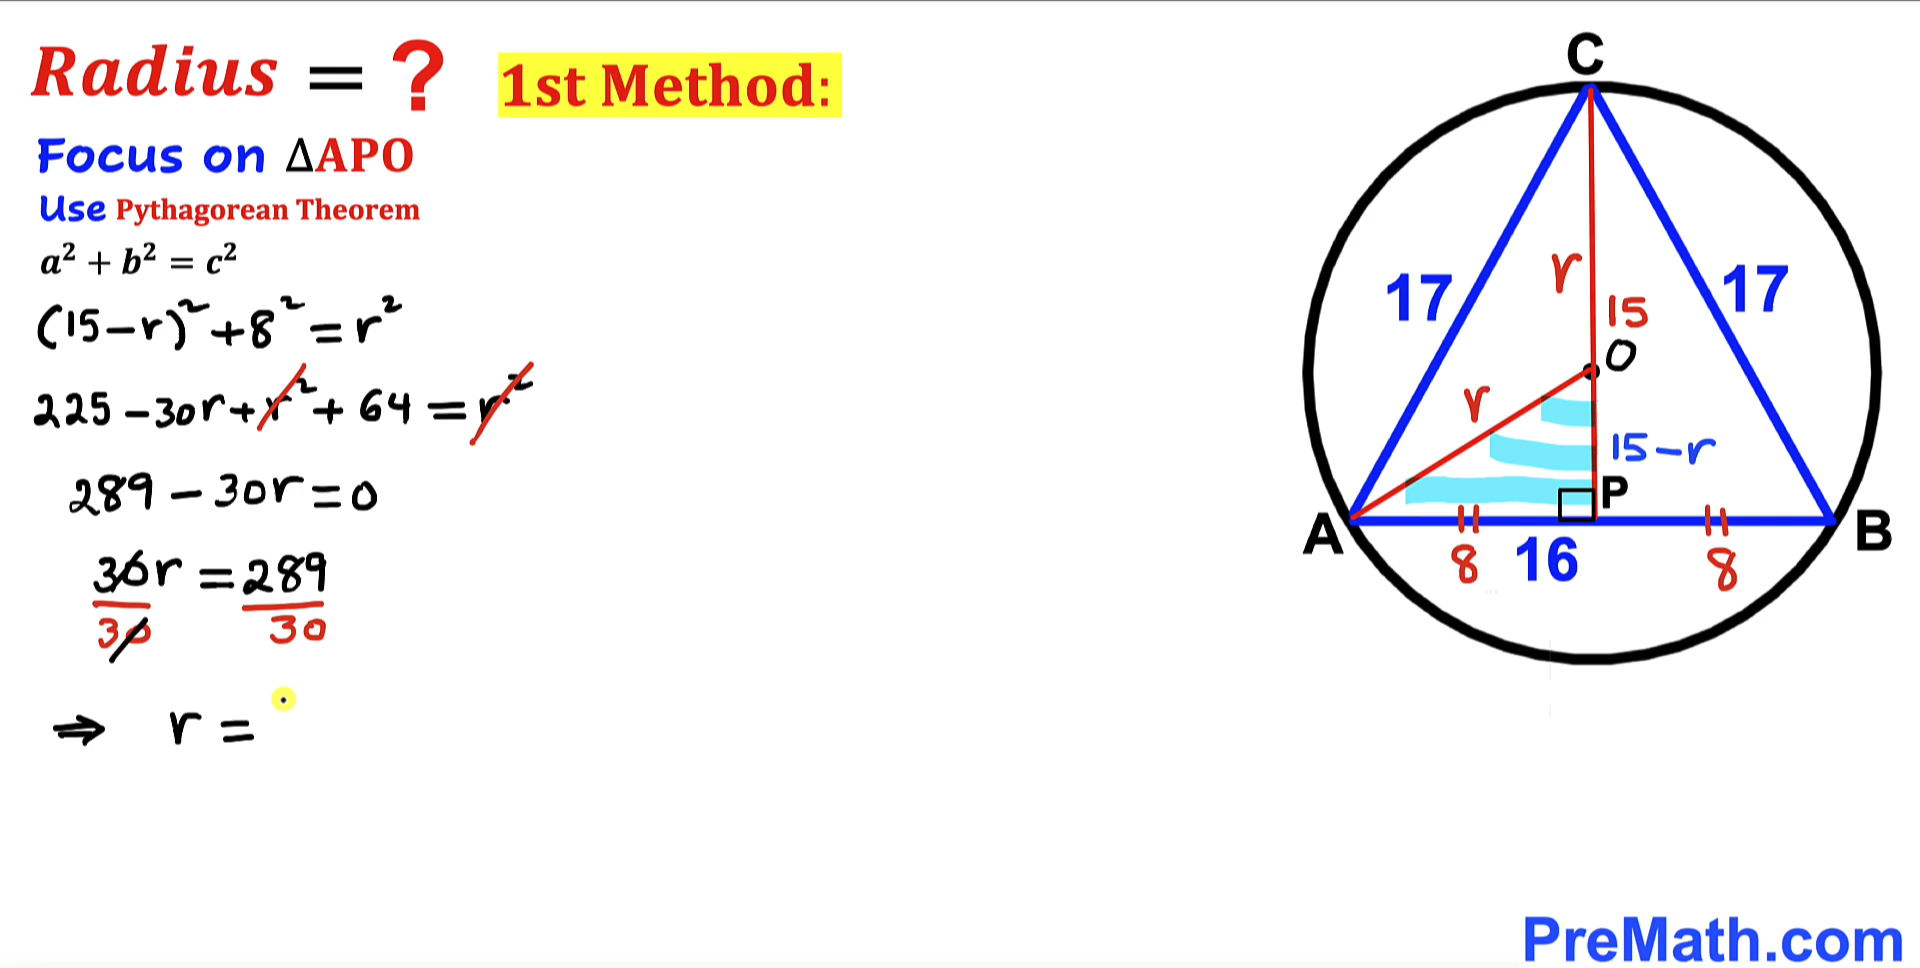 Radius = ?
1st Method:
Focus on ΔAPO
Use Pythagorean Theorem
a² + b² = c²
(15-r)² + 8² = r²
225 - 30r + r² + 64 = r²
289 - 30r = 0
30r = 289
30 30
⇒ r =
C
17
r
17
15
O
r
15-r
P
A
B
8
16
8
PreMath.com